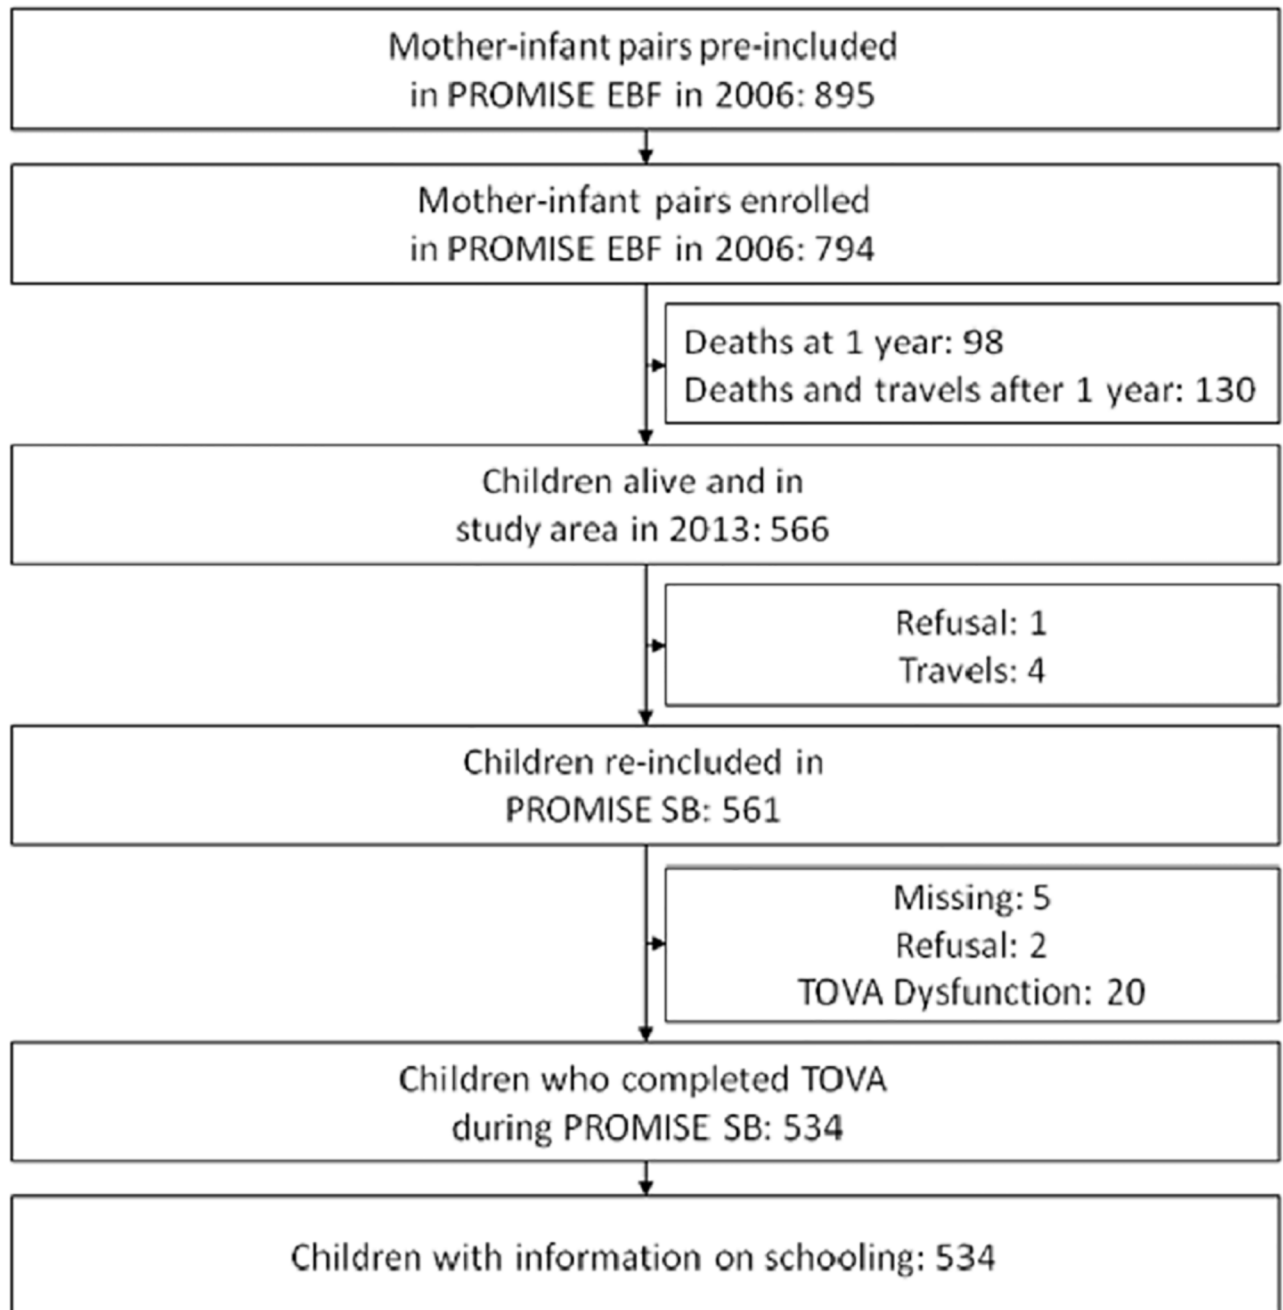 Mother-infant pairs pre-included
in PROMISE EBF in 2006: 895
Mother-infant pairs enrolled
in PROMISE EBF in 2006: 794
Deaths at 1 year: 98
Deaths and travels after 1 year: 130
Children alive and in
study area in 2013: 566
Refusal: 1
Travels: 4
Children re-included in
PROMISE SB: 561
Missing: 5
Refusal: 2
TOVA Dysfunction: 20
Children who completed TOVA
during PROMISE SB: 534
Children with information on schooling: 534